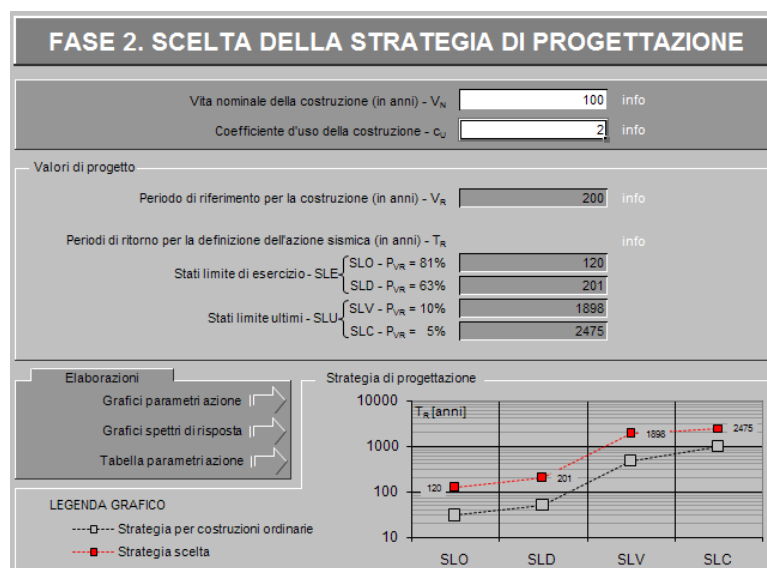 FASE 2. SCELTA DELLA STRATEGIA DI PROGETTAZIONE
Vita nominale della costruzione (in anni) - VN 100 info
Coefficiente d'uso della costruzione - cU 2 info
Valori di progetto
Periodo di riferimento per la costruzione (in anni) - VR 200 info
Periodi di ritorno per la definizione dell'azione sismica (in anni) - TR info
Stati limite di esercizio - SLE
SLO - PVR = 81% 120
SLD - PVR = 63% 201
Stati limite ultimi - SLU
SLV - PVR = 10% 1898
SLC - PVR = 5% 2475
Elaborazioni
Grafici parametri azione
Grafici spettri di risposta
Tabella parametri azione
LEGENDA GRAFICO
Strategia per costruzioni ordinarie
Strategia scelta
Strategia di progettazione
TR [anni]
10000
1000
100
10
120
201
1898
2475
SLO SLD SLV SLC